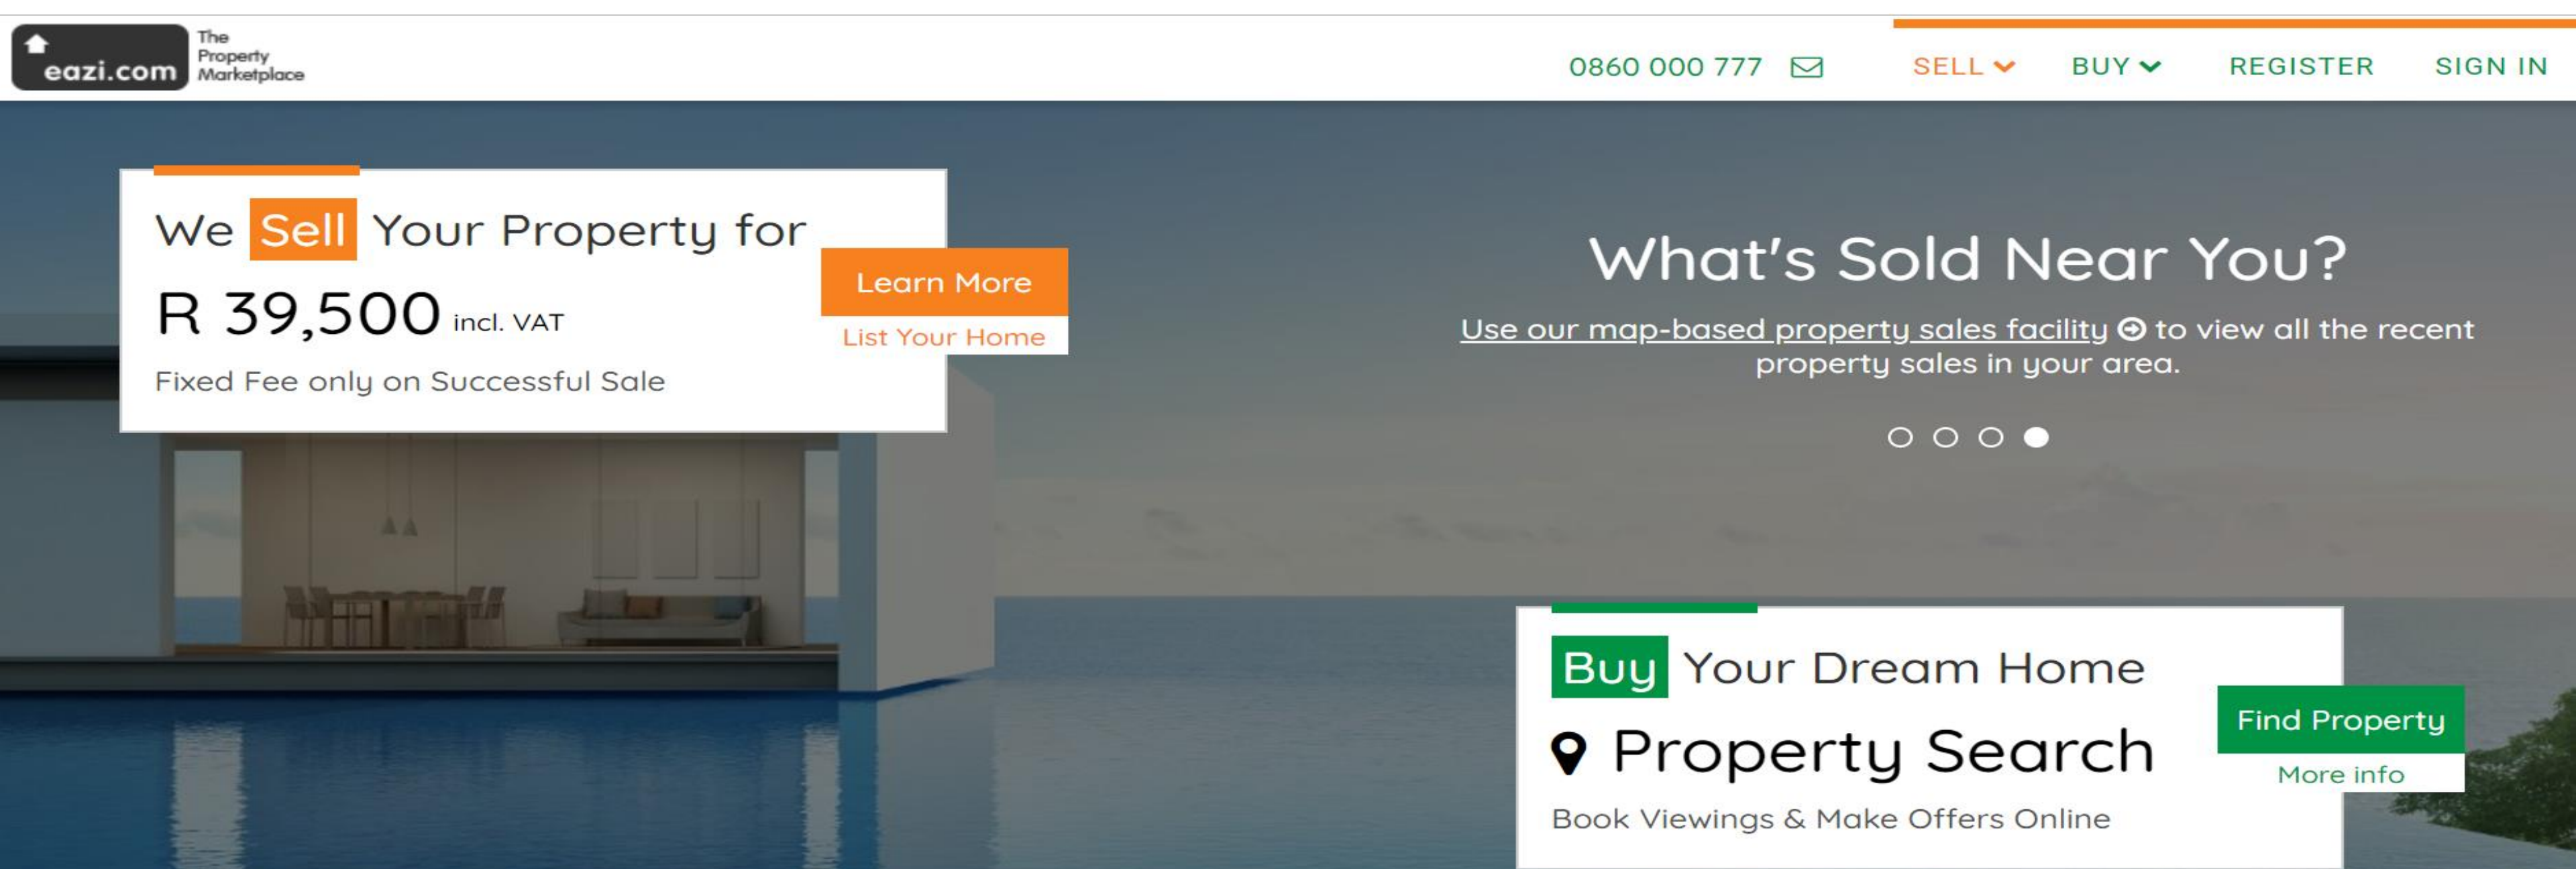 eazi.com
The
Property
Marketplace
0860 000 777
SELL
BUY
REGISTER
SIGN IN
We Sell Your Property for
R 39,500 incl. VAT
Fixed Fee only on Successful Sale
Learn More
List Your Home
What's Sold Near You?
Use our map-based property sales facility to view all the recent
property sales in your area.
Buy Your Dream Home
Property Search
Book Viewings & Make Offers Online
Find Property
More info